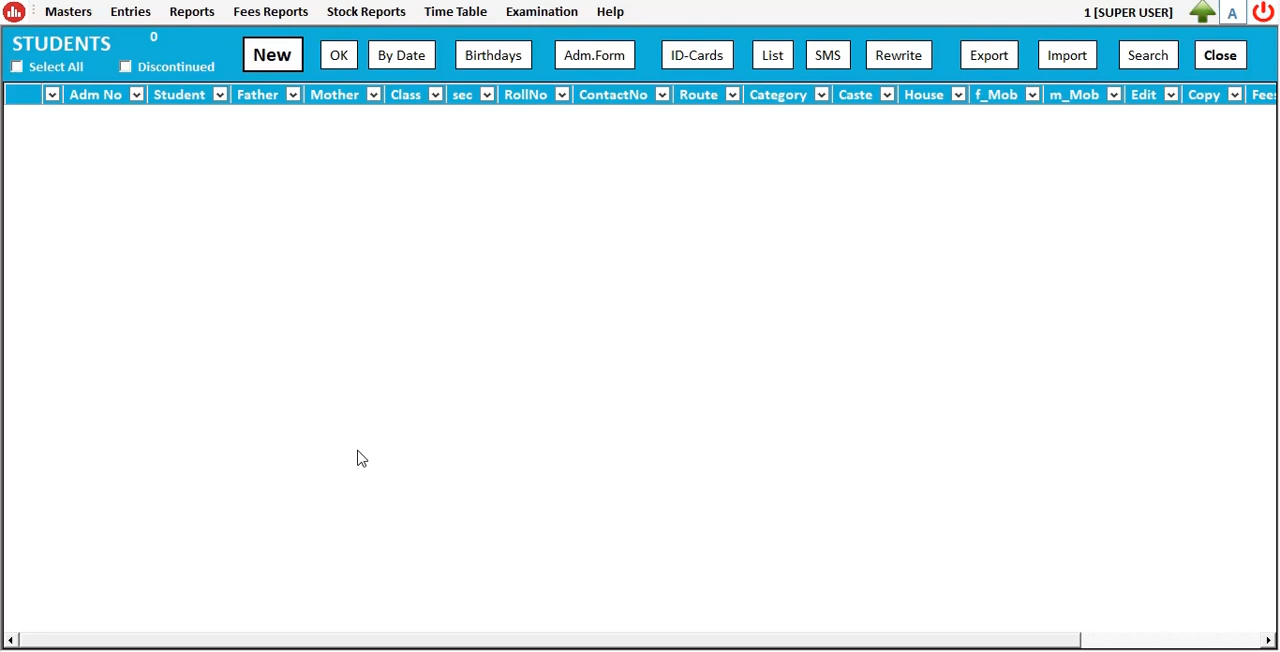 Masters Entries Reports Fees Reports Stock Reports Time Table Examination Help 1 [SUPER USER] A
STUDENTS 0
Select All Discontinued
New OK By Date Birthdays Adm.Form ID-Cards List SMS Rewrite Export Import Search Close
Adm No Student Father Mother Class sec RollNo ContactNo Route Category Caste House f_Mob m_Mob Edit Copy